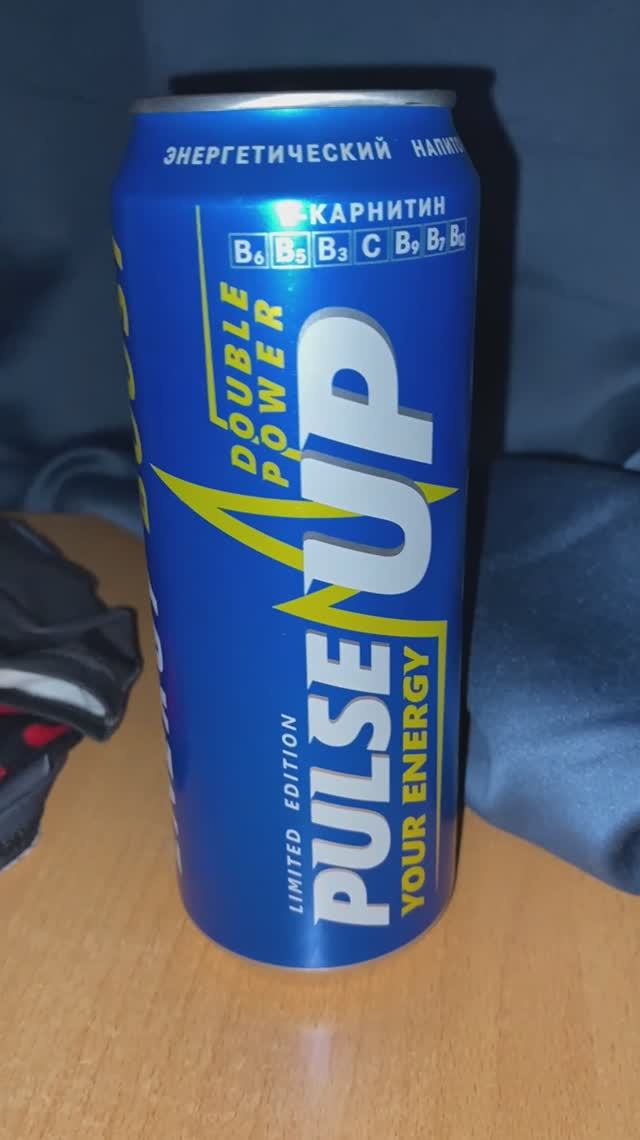 ЭНЕРГЕТИЧЕСКИЙ
-КАРНИТИН
B6 B5 B3 C B9 B7 B12
DOUBLE
POWER
PULSE UP
YOUR ENERGY
LIMITED EDITION